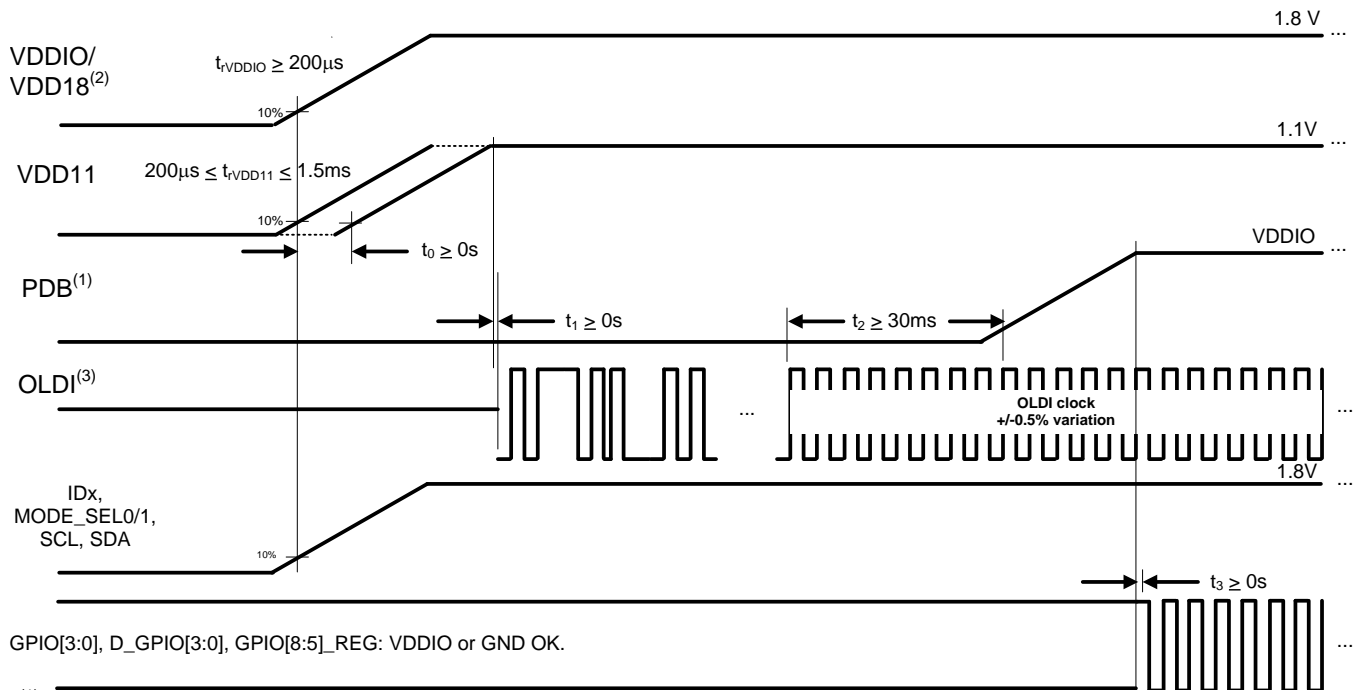 1.8 V
...
VDDIO/
VDD18(2)
trVDDIO ≥ 200µs
10%
1.1V
...
VDD11
200µs ≤ trVDD11 ≤ 1.5ms
10%
t0 ≥ 0s
VDDIO
...
PDB(1)
t1 ≥ 0s
t2 ≥ 30ms
OLDI(3)
...
OLDI clock
+/-0.5% variation
...
1.8V
...
IDx,
MODE_SEL0/1,
SCL, SDA
10%
t3 ≥ 0s
GPIO[3:0], D_GPIO[3:0], GPIO[8:5]_REG: VDDIO or GND OK.
...